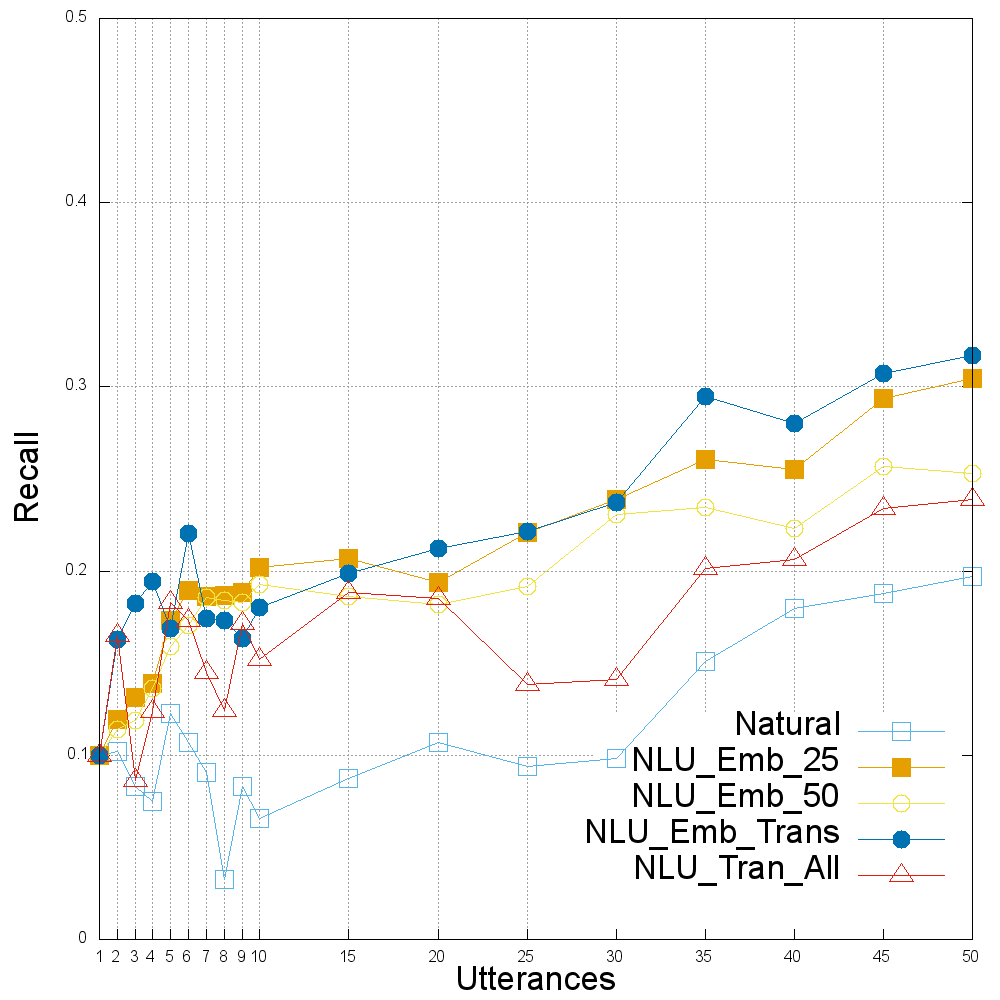 0.5
0.4
0.3
0.2
0.1
0
Recall
1 2 3 4 5 6 7 8 9 10 15 20 25 30 35 40 45 50
Utterances
Natural
NLU_Emb_25
NLU_Emb_50
NLU_Emb_Trans
NLU_Tran_All